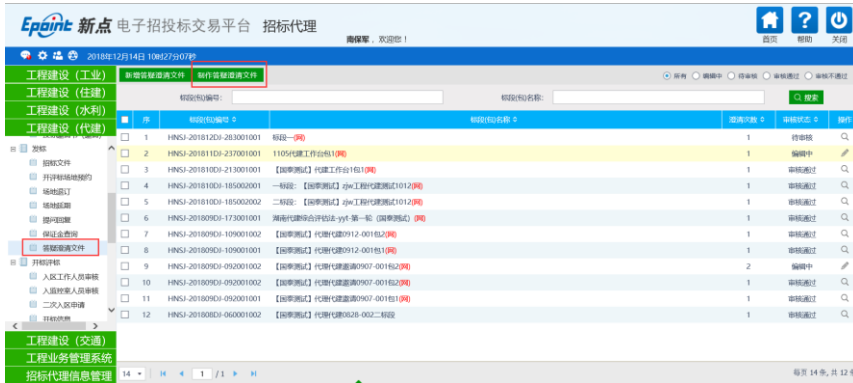 Epoint 新点 电子招投标交易平台 招标代理
南保军，欢迎您！
首页 帮助 关闭
2018年12月14日 10时27分07秒
工程建设（工业）
工程建设（住建）
工程建设（水利）
工程建设（代建）
发标
招标文件
开评标场地预约
场地退订
场地延期
提问回复
保证金查询
答疑澄清文件
开标评标
入区工作人员审核
入监控室人员审核
二次入区申请
开标信息
工程建设（交通）
工程业务管理系统
招标代理信息管理
新增答疑澄清文件 制作答疑澄清文件
所有 编辑中 待审核 审核通过 审核不通过
标段(包)编号： 标段(包)名称： 搜索
序 标段(包)编号 标段(包)名称 澄清次数 审核状态 操作
1 HNSJ-201812DJ-283001001 标段一(网) 1 待审核
2 HNSJ-201811DJ-237001001 1105代建工作台包1(网) 1 编辑中
3 HNSJ-201810DJ-213001001 【国泰测试】代建工作台1包1(网) 1 审核通过
4 HNSJ-201810DJ-185002001 一标段：【国泰测试】zjw工程代建测试1012(网) 1 审核通过
5 HNSJ-201810DJ-185002002 二标段：【国泰测试】zjw工程代建测试1012(网) 1 审核通过
6 HNSJ-201809DJ-173001001 湖南代建综合评估法-yyt-第一轮（国泰测试）(网) 1 审核通过
7 HNSJ-201809DJ-109001002 【国泰测试】代理代建0912-001包2(网) 1 审核通过
8 HNSJ-201809DJ-109001001 【国泰测试】代理代建0912-001包1(网) 1 审核通过
9 HNSJ-201809DJ-092001002 【国泰测试】代理代建邀请0907-001包2(网) 2 编辑中
10 HNSJ-201809DJ-092001002 【国泰测试】代理代建邀请0907-001包2(网) 1 审核通过
11 HNSJ-201809DJ-092001001 【国泰测试】代理代建邀请0907-001包1(网) 1 审核通过
12 HNSJ-201808DJ-060001002 【国泰测试】代理代建0828-002二标段 1 审核通过
14 1 / 1 每页 14 条, 共 12